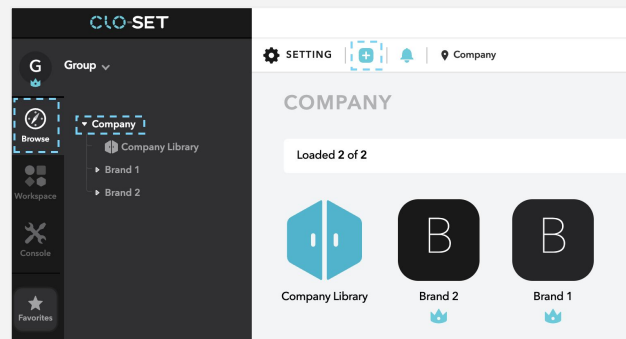 CLO-SET
G
Group
Browse
Company
Company Library
Brand 1
Brand 2
Workspace
Console
Favorites
SETTING
Company
COMPANY
Loaded 2 of 2
B
B
Company Library
Brand 2
Brand 1